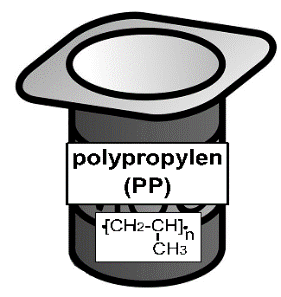 polypropylen
(PP)
[CH2-CH]n
CH3